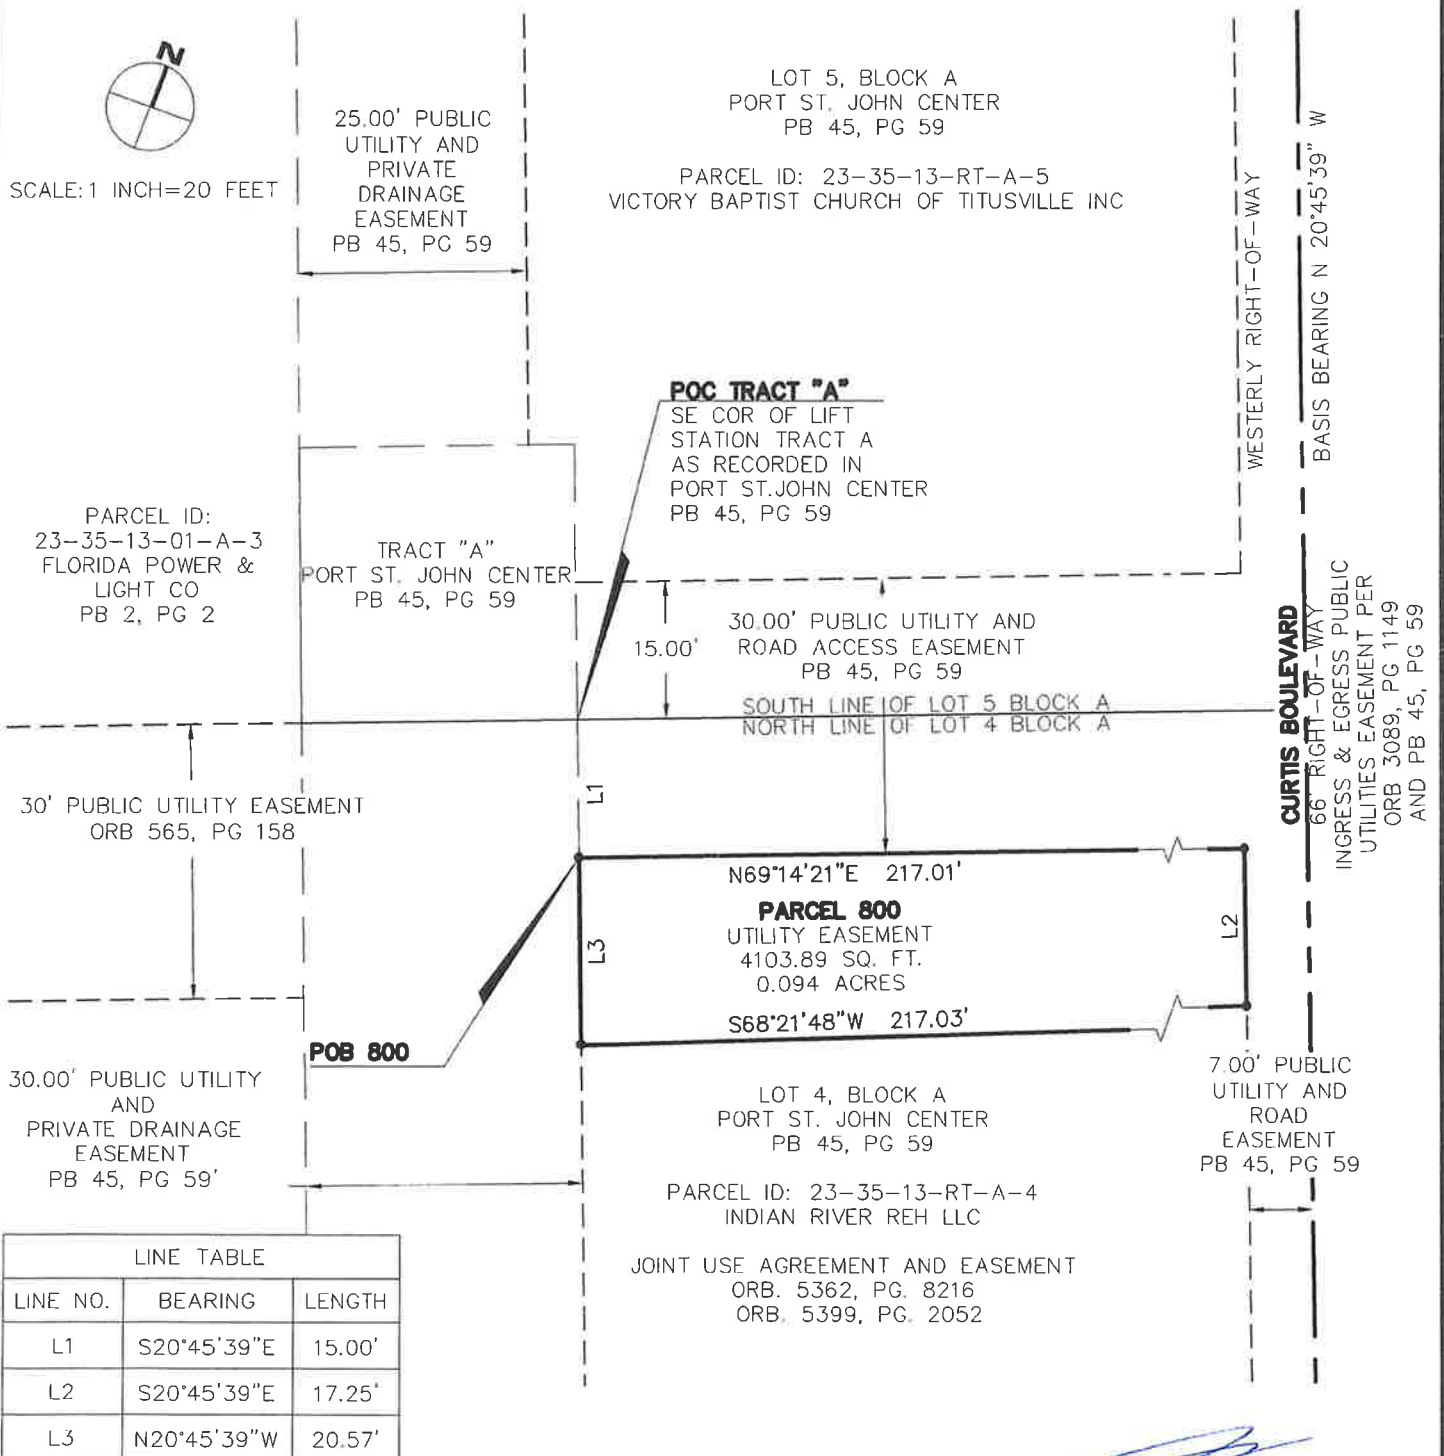 N
SCALE: 1 INCH=20 FEET
25.00' PUBLIC
UTILITY AND
PRIVATE
DRAINAGE
EASEMENT
PB 45, PG 59
LOT 5, BLOCK A
PORT ST. JOHN CENTER
PB 45, PG 59
PARCEL ID: 23-35-13-RT-A-5
VICTORY BAPTIST CHURCH OF TITUSVILLE INC
WESTERLY RIGHT-OF-WAY
BASIS BEARING N 20°45'39" W
POC TRACT "A"
SE COR OF LIFT
STATION TRACT A
AS RECORDED IN
PORT ST.JOHN CENTER
PB 45, PG 59
PARCEL ID:
23-35-13-01-A-3
FLORIDA POWER &
LIGHT CO
PB 2, PG 2
TRACT "A"
PORT ST. JOHN CENTER
PB 45, PG 59
15.00'
30.00' PUBLIC UTILITY AND
ROAD ACCESS EASEMENT
PB 45, PG 59
SOUTH LINE OF LOT 5 BLOCK A
NORTH LINE OF LOT 4 BLOCK A
CURTIS BOULEVARD
66' RIGHT-OF-WAY
INGRESS & EGRESS PUBLIC
UTILITIES EASEMENT PER
ORB 3089, PG 1149
AND PB 45, PG 59
30' PUBLIC UTILITY EASEMENT
ORB 565, PG 158
L1
N69°14'21"E 217.01'
PARCEL 800
UTILITY EASEMENT
4103.89 SQ. FT.
0.094 ACRES
S68°21'48"W 217.03'
L3
L2
POB 800
30.00' PUBLIC UTILITY
AND
PRIVATE DRAINAGE
EASEMENT
PB 45, PG 59'
LOT 4, BLOCK A
PORT ST. JOHN CENTER
PB 45, PG 59
PARCEL ID: 23-35-13-RT-A-4
INDIAN RIVER REH LLC
JOINT USE AGREEMENT AND EASEMENT
ORB. 5362, PG. 8216
ORB. 5399, PG. 2052
7.00' PUBLIC
UTILITY AND
ROAD
EASEMENT
PB 45, PG 59
LINE TABLE
LINE NO. BEARING LENGTH
L1 S20°45'39"E 15.00'
L2 S20°45'39"E 17.25'
L3 N20°45'39"W 20.57'